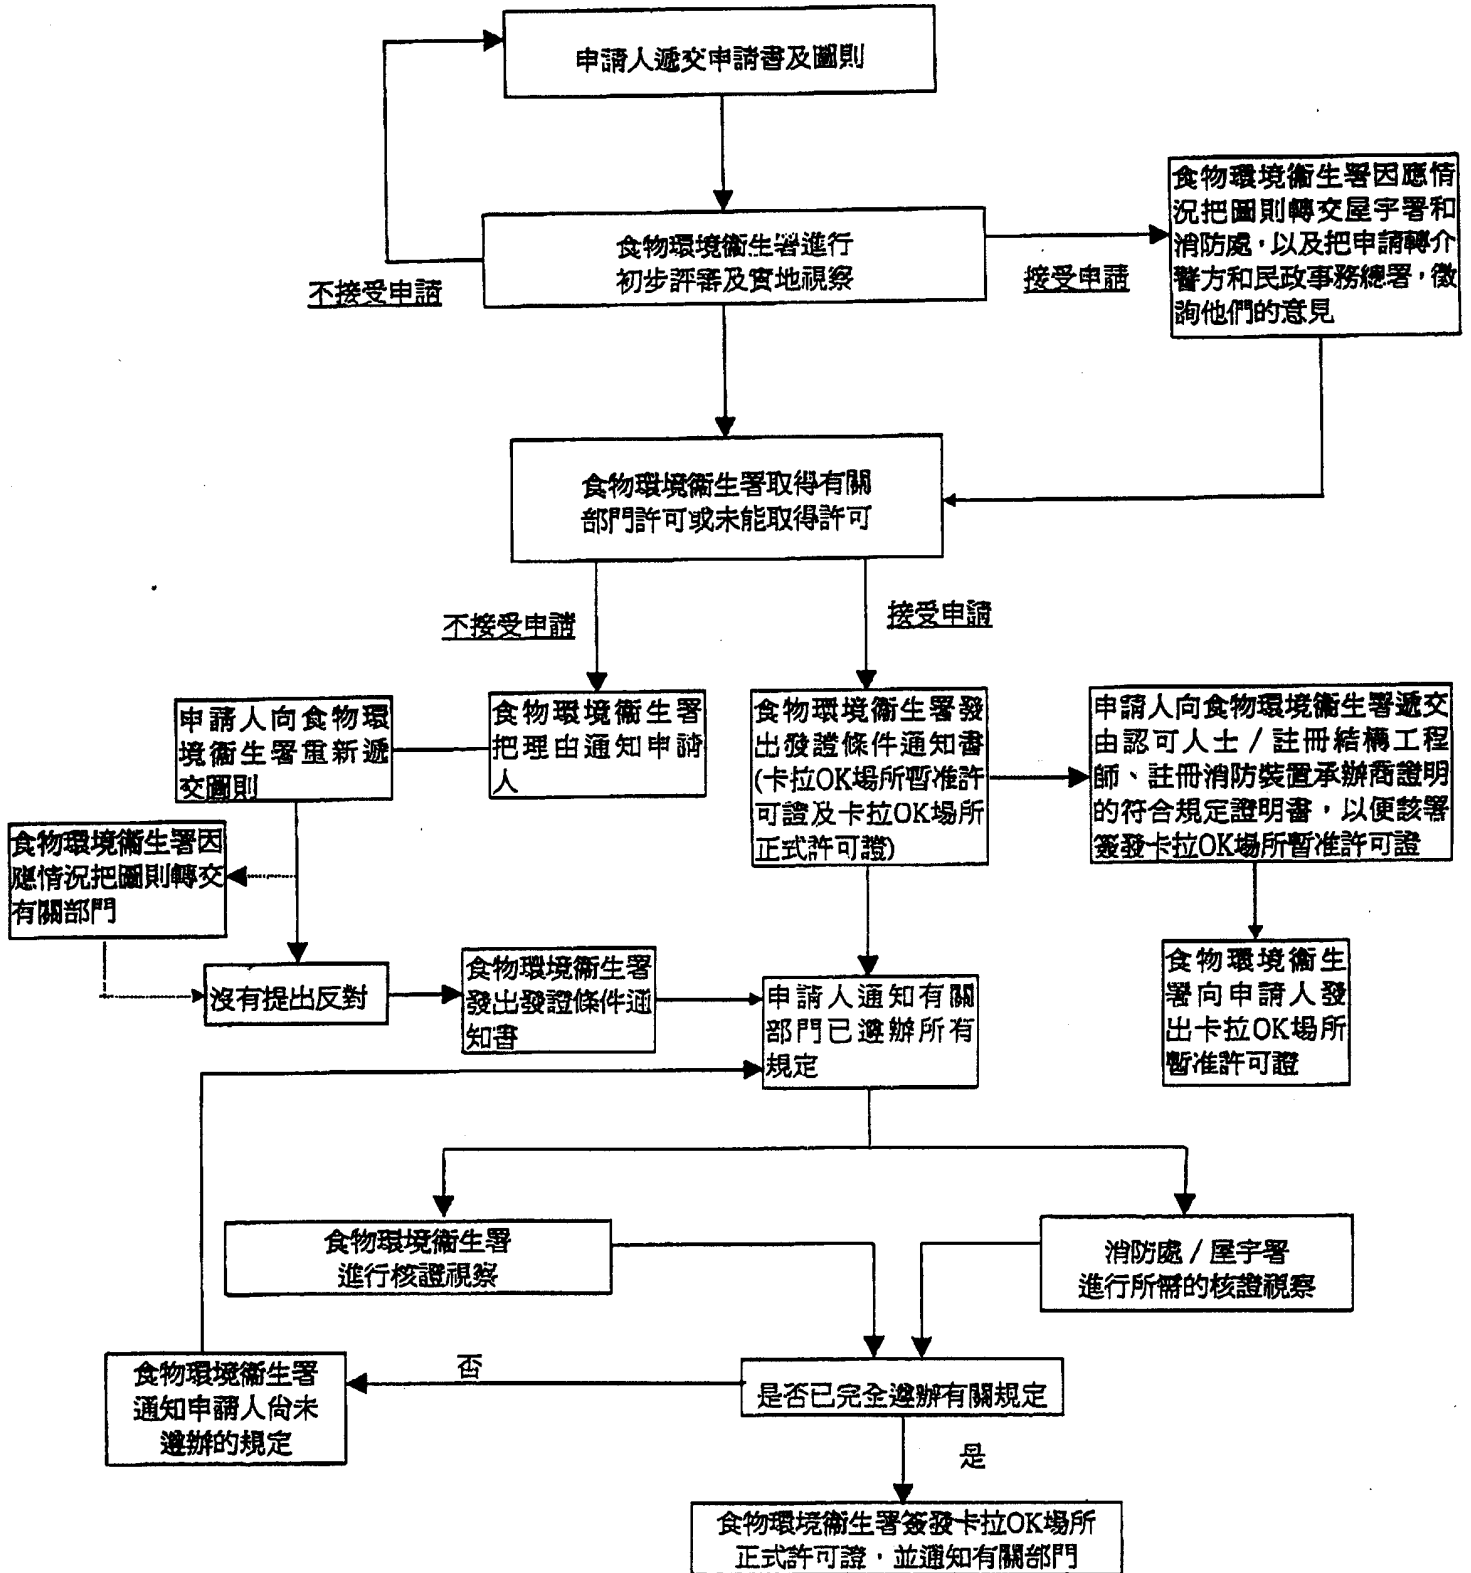 申請人遞交申請書及圖則
食物環境衞生署進行
初步評審及實地視察
不接受申請
接受申請
食物環境衞生署因應情
況把圖則轉交屋宇署和
消防處，以及把申請轉介
警方和民政事務總署，徵
詢他們的意見
食物環境衞生署取得有關
部門許可或未能取得許可
不接受申請
接受申請
申請人向食物環
境衞生署重新遞
交圖則
食物環境衞生署
把理由通知申請
人
食物環境衞生署發
出發證條件通知書
(卡拉OK場所暫准許
可證及卡拉OK場所
正式許可證)
申請人向食物環境衞生署遞交
由認可人士／註冊結構工程
師、註冊消防裝置承辦商證明
的符合規定證明書，以便該署
簽發卡拉OK場所暫准許可證
食物環境衞生署因
應情況把圖則轉交
有關部門
沒有提出反對
食物環境衞生署
發出發證條件通
知書
申請人通知有關
部門已遵辦所有
規定
食物環境衞生
署向申請人發
出卡拉OK場所
暫准許可證
食物環境衞生署
進行核證視察
消防處／屋宇署
進行所需的核證視察
食物環境衞生署
通知申請人尚未
遵辦的規定
否
是否已完全遵辦有關規定
是
食物環境衞生署簽發卡拉OK場所
正式許可證，並通知有關部門